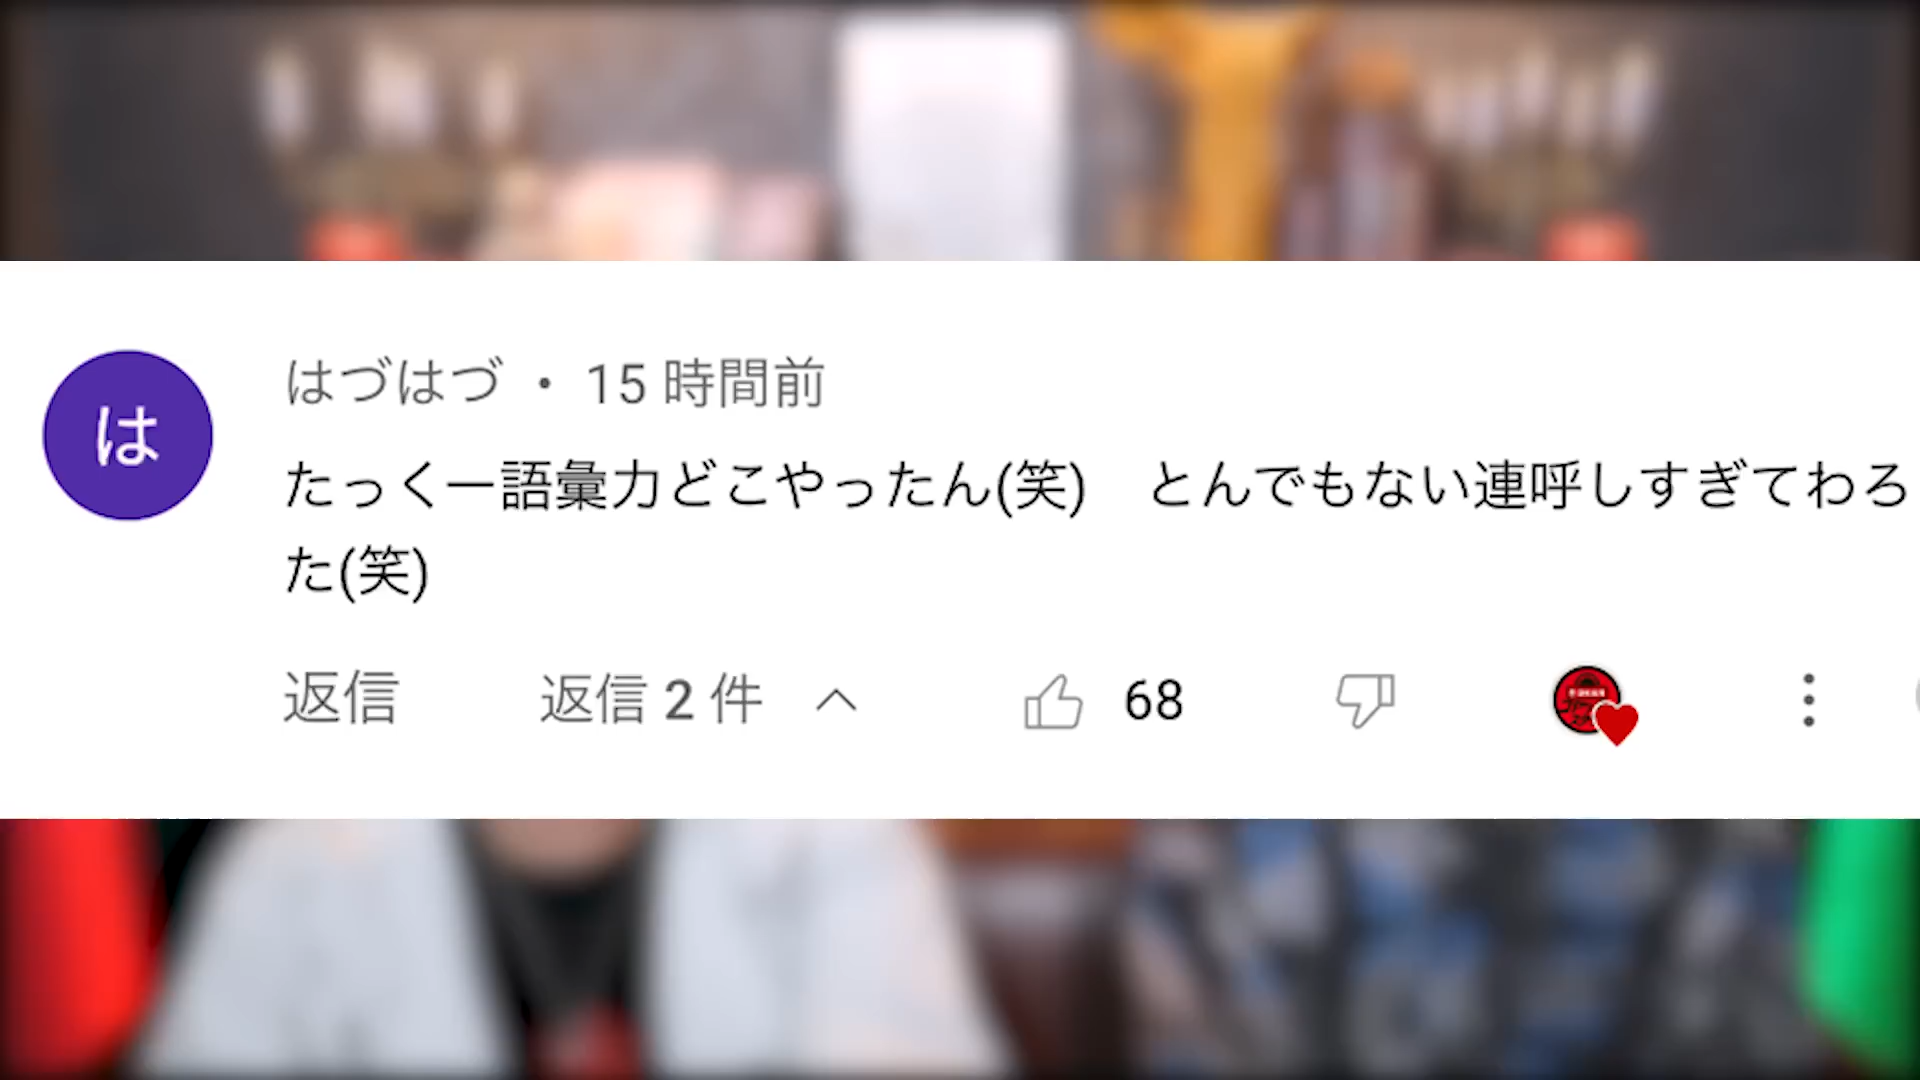 は
はづはづ ・ 15 時間前
たっくー語彙力どこやったん(笑)　とんでもない連呼しすぎてわろ
た(笑)
返信 返信 2 件 68